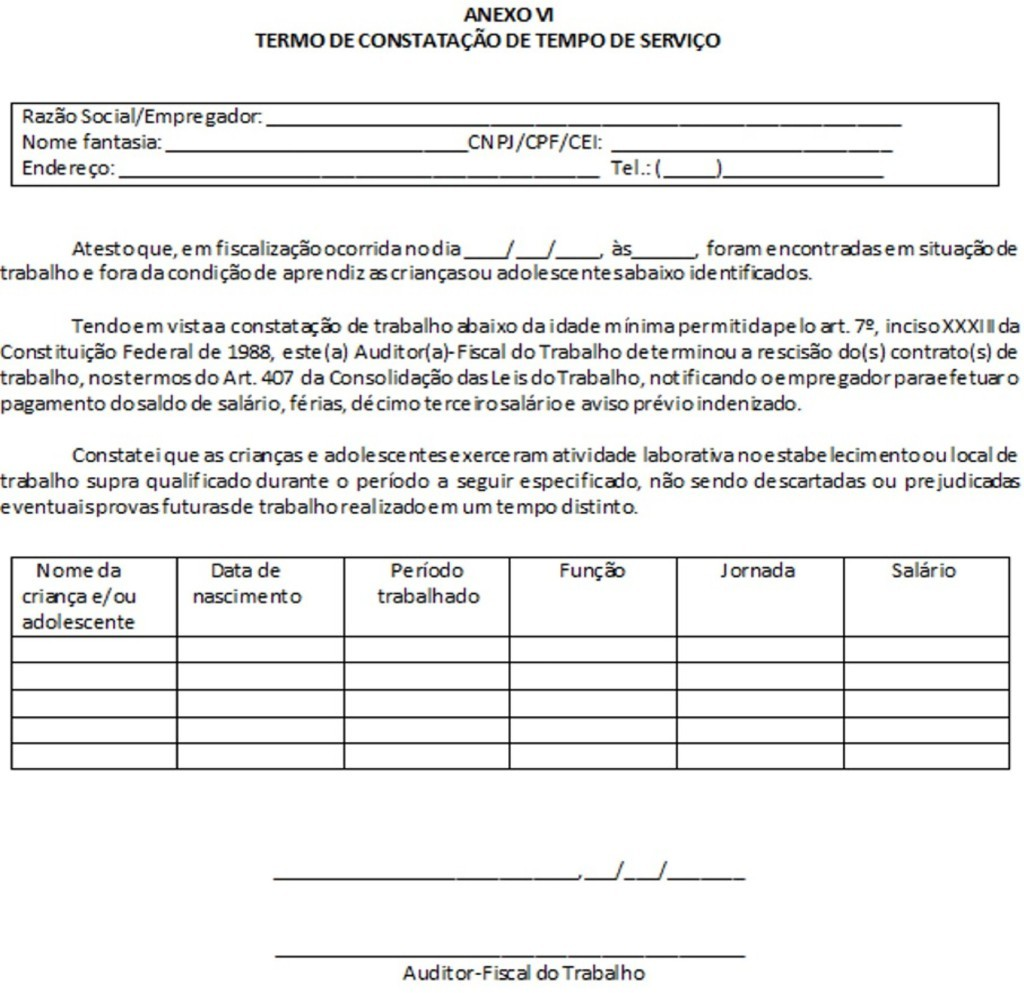 ANEXO VI
TERMO DE CONSTATAÇÃO DE TEMPO DE SERVIÇO
Razão Social/Empregador: ____________________
Nome fantasia: ____________________CNPJ/CPF/CEI: ____________________
Endereço: ____________________ Tel.: (_____)_______________
Atesto que, em fiscalização ocorrida no dia ____/___/____, às______, foram encontradas em situação de
trabalho e fora da condição de aprendiz as crianças ou adolescentes abaixo identificados.
Tendo em vista a constatação de trabalho abaixo da idade mínima permitida pelo art. 7º, inciso XXXIII da
Constituição Federal de 1988, este(a) Auditor(a)-Fiscal do Trabalho determinou a rescisão do(s) contrato(s) de
trabalho, nos termos do Art. 407 da Consolidação das Leis do Trabalho, notificando o empregador para efetuar o
pagamento do saldo de salário, férias, décimo terceiro salário e aviso prévio indenizado.
Constatei que as crianças e adolescentes exerceram atividade laborativa no estabelecimento ou local de
trabalho supra qualificado durante o período a seguir especificado, não sendo descartadas ou prejudicadas
eventuais provas futuras de trabalho realizado em um tempo distinto.
Nome da
criança e/ou
adolescente
Data de
nascimento
Período
trabalhado
Função
Jornada
Salário
____________________,___/___/______
____________________
Auditor-Fiscal do Trabalho